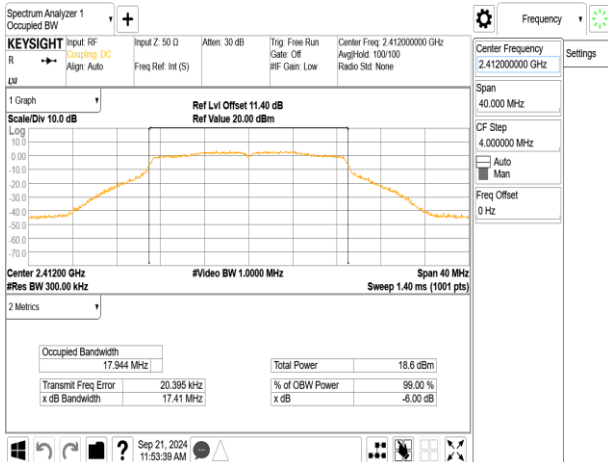 Spectrum Analyzer 1
Occupied BW
Frequency
KEYSIGHT
R
Input: RF
Coupling: DC
Align: Auto
Input Z: 50 Ω
Freq Ref: Int (S)
Atten: 30 dB
Trig: Free Run
Gate: Off
#IF Gain: Low
Center Freq: 2.412000000 GHz
Avg|Hold: 100/100
Radio Std: None
Center Frequency
2.412000000 GHz
Settings
Span
40.000 MHz
CF Step
4.000000 MHz
Auto
Man
Freq Offset
0 Hz
1 Graph
Scale/Div 10.0 dB
Ref Lvl Offset 11.40 dB
Ref Value 20.00 dBm
Log
10.0
0.00
-10.0
-20.0
-30.0
-40.0
-50.0
-60.0
-70.0
Center 2.41200 GHz
#Res BW 300.00 kHz
#Video BW 1.0000 MHz
Span 40 MHz
Sweep 1.40 ms (1001 pts)
2 Metrics
Occupied Bandwidth
17.944 MHz
Total Power 18.6 dBm
Transmit Freq Error 20.395 kHz
% of OBW Power 99.00 %
x dB Bandwidth 17.41 MHz
x dB -6.00 dB
Sep 21, 2024
11:53:39 AM